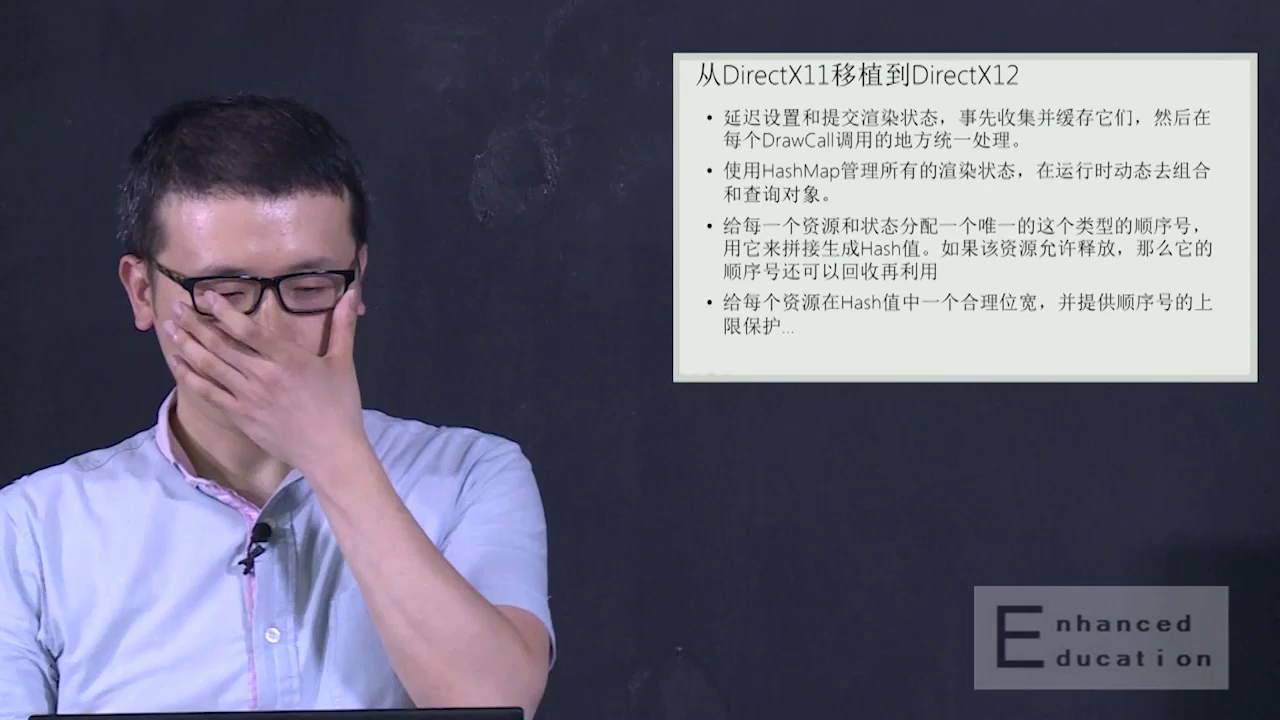 从DirectX11移植到DirectX12
• 延迟设置和提交渲染状态，事先收集并缓存它们，然后在
每个DrawCall调用的地方统一处理。
• 使用HashMap管理所有的渲染状态，在运行时动态去组合
和查询对象。
• 给每一个资源和状态分配一个唯一的这个类型的顺序号，
用它来拼接生成Hash值。如果该资源允许释放，那么它的
顺序号还可以回收再利用
• 给每个资源在Hash值中一个合理位宽，并提供顺序号的上
限保护...
Enhanced
Education